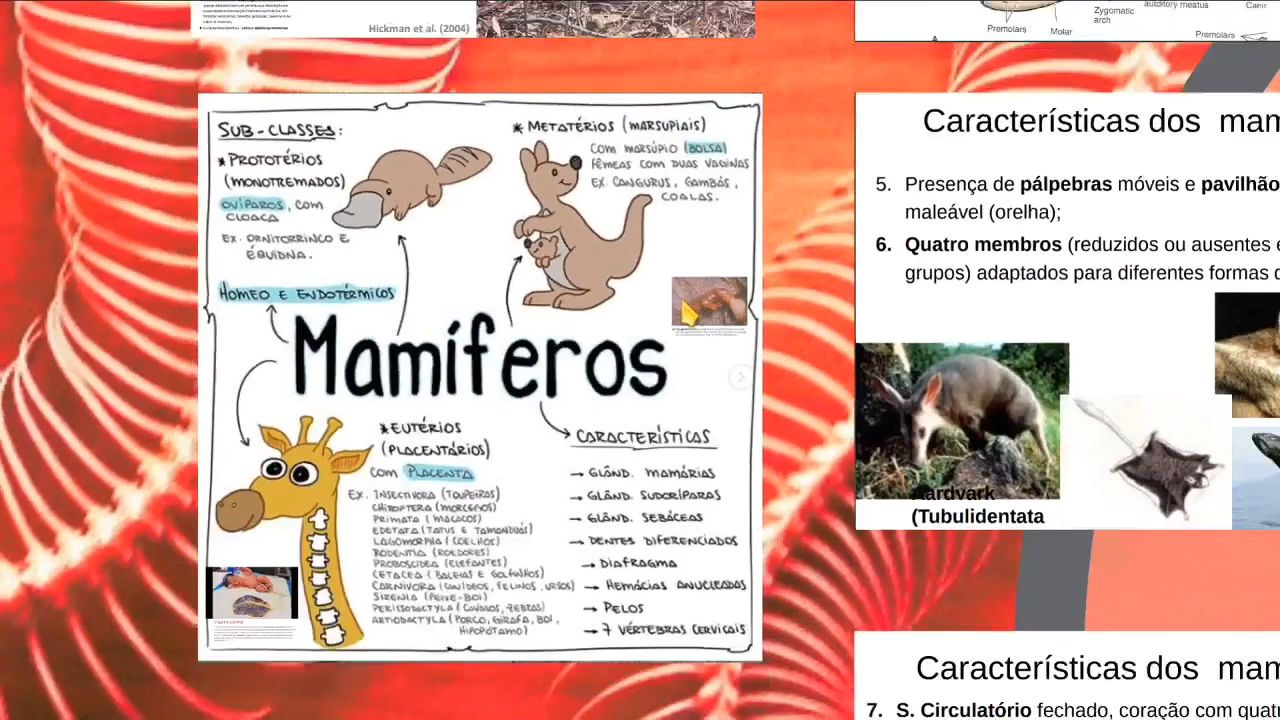 Hickman et al. (2004)
Zygomatic
arch
auditory meatus
Premolars
Molar
Premolars
SUB-CLASSES:
* PROTOTÉRIOS
(MONOTREMADOS)
OVÍPAROS, COM
CLOACA
EX. ORNITORRINCO E
ÉQUIDNA.
* METATÉRIOS (MARSUPIAIS)
COM MARSÚPIO (BOLSA)
FÊMEAS COM DUAS VAGINAS
EX. CANGURUS, GAMBÁS,
COALAS.
HOMEO E ENDOTÉRMICOS
Mamíferos
* EUTÉRIOS
(PLACENTÁRIOS)
COM PLACENTA
EX. INSECTIVORA (TOUPEIRAS)
CHIROPTERA (MORCEGOS)
PRIMATA (MACACOS)
EDETATA (TATUS E TAMANDUÁS)
LAGOMORPHA (COELHOS)
RODENTIA (ROEDORES)
PROBOSCIDEA (ELEFANTES)
CETACEA (BALEIAS E GOLFINHOS)
CARNIVORA (CANÍDEOS, FELINOS, URSOS)
SIRENIA (PEIXE-BOI)
PERISSODACTYLA (CAVALOS, ZEBRAS)
ARTIODACTYLA (PORCO, GIRAFA, BOI,
HIPOPÓTAMO)
CARACTERÍSTICAS
→ GLÂND. MAMÁRIAS
→ GLÂND. SUDORÍPARAS
→ GLÂND. SEBÁCEAS
→ DENTES DIFERENCIADOS
→ DIAFRAGMA
→ HEMÁCIAS ANUCLEADAS
→ PELOS
→ 7 VÉRTEBRAS CERVICAIS
Características dos mam
5. Presença de pálpebras móveis e pavilhão
maleável (orelha);
6. Quatro membros (reduzidos ou ausentes e
grupos) adaptados para diferentes formas d
Aardvark
(Tubulidentata
Características dos mam
7. S. Circulatório fechado, coração com quat